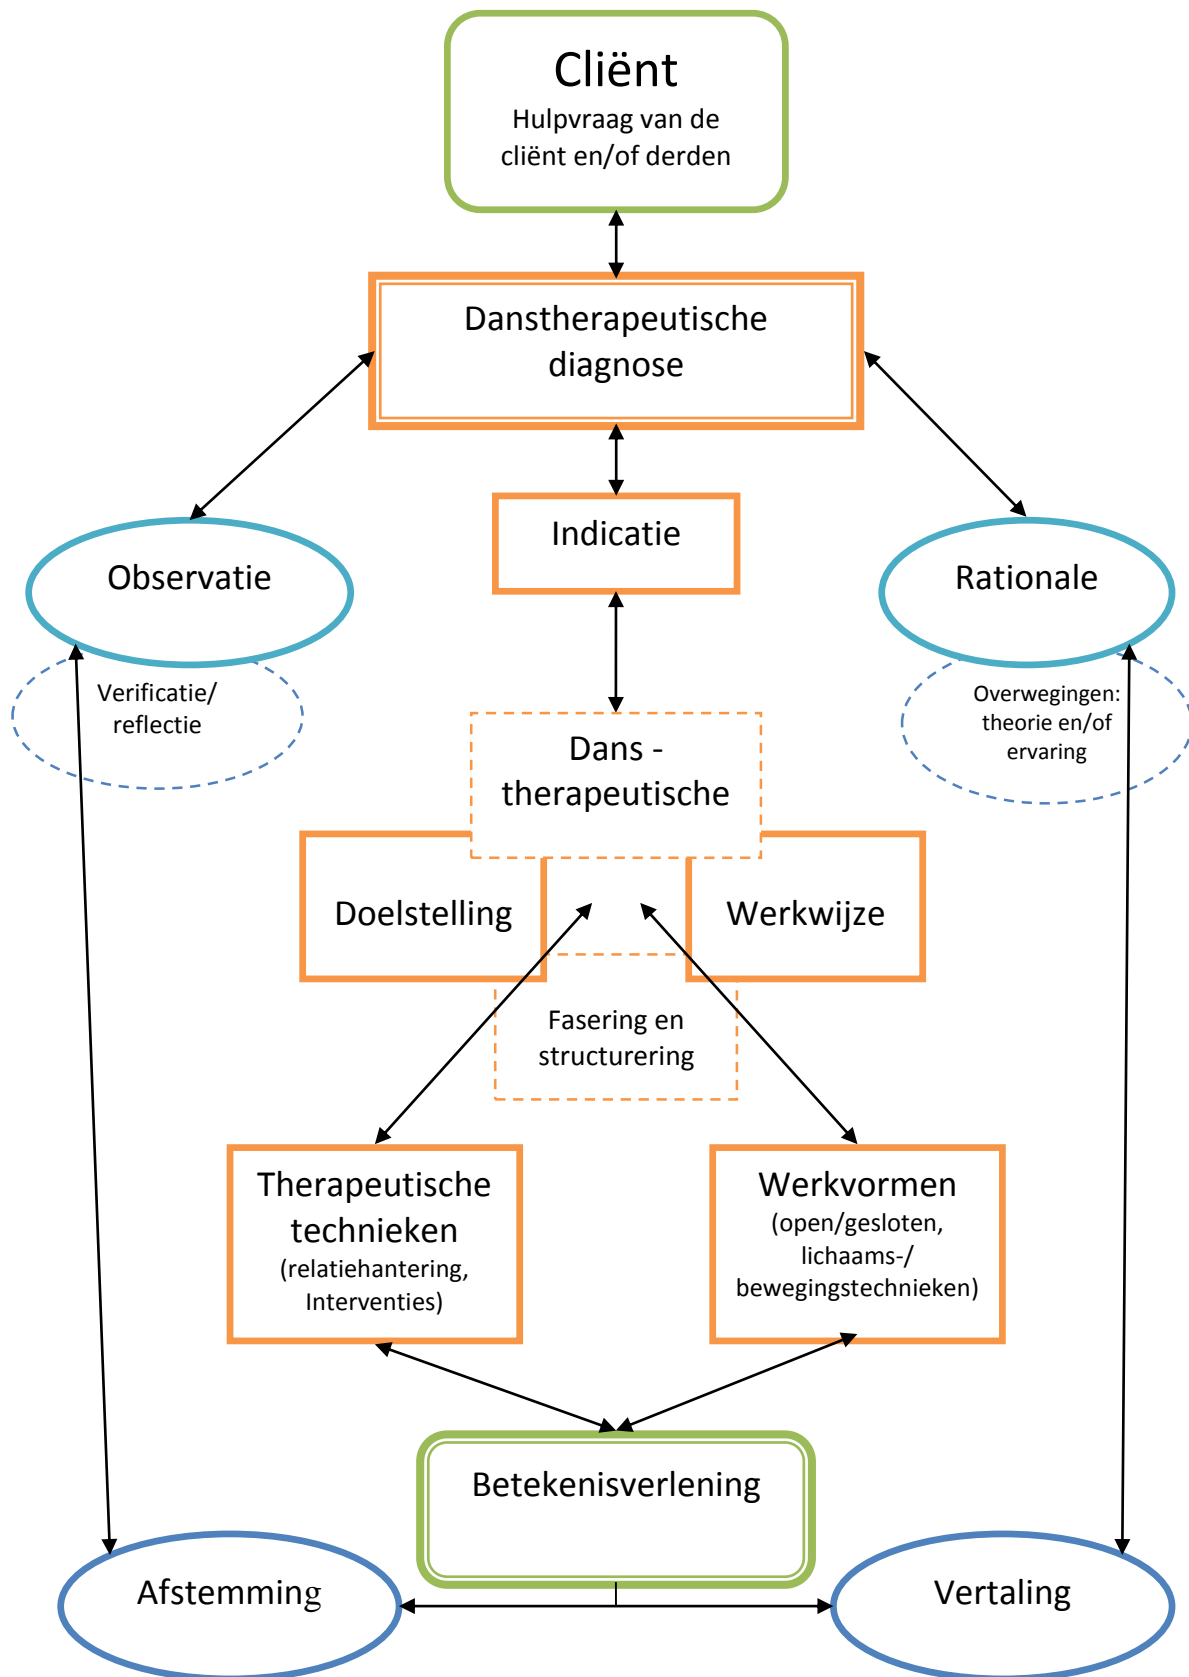 Cliënt
Hulpvraag van de
cliënt en/of derden
Danstherapeutische
diagnose
Indicatie
Observatie
Rationale
Verificatie/
reflectie
Overwegingen:
theorie en/of
ervaring
Dans -
therapeutische
Doelstelling
Werkwijze
Fasering en
structurering
Therapeutische
technieken
(relatiehantering,
Interventies)
Werkvormen
(open/gesloten,
lichaams-/
bewegingstechnieken)
Betekenisverlening
Afstemming
Vertaling